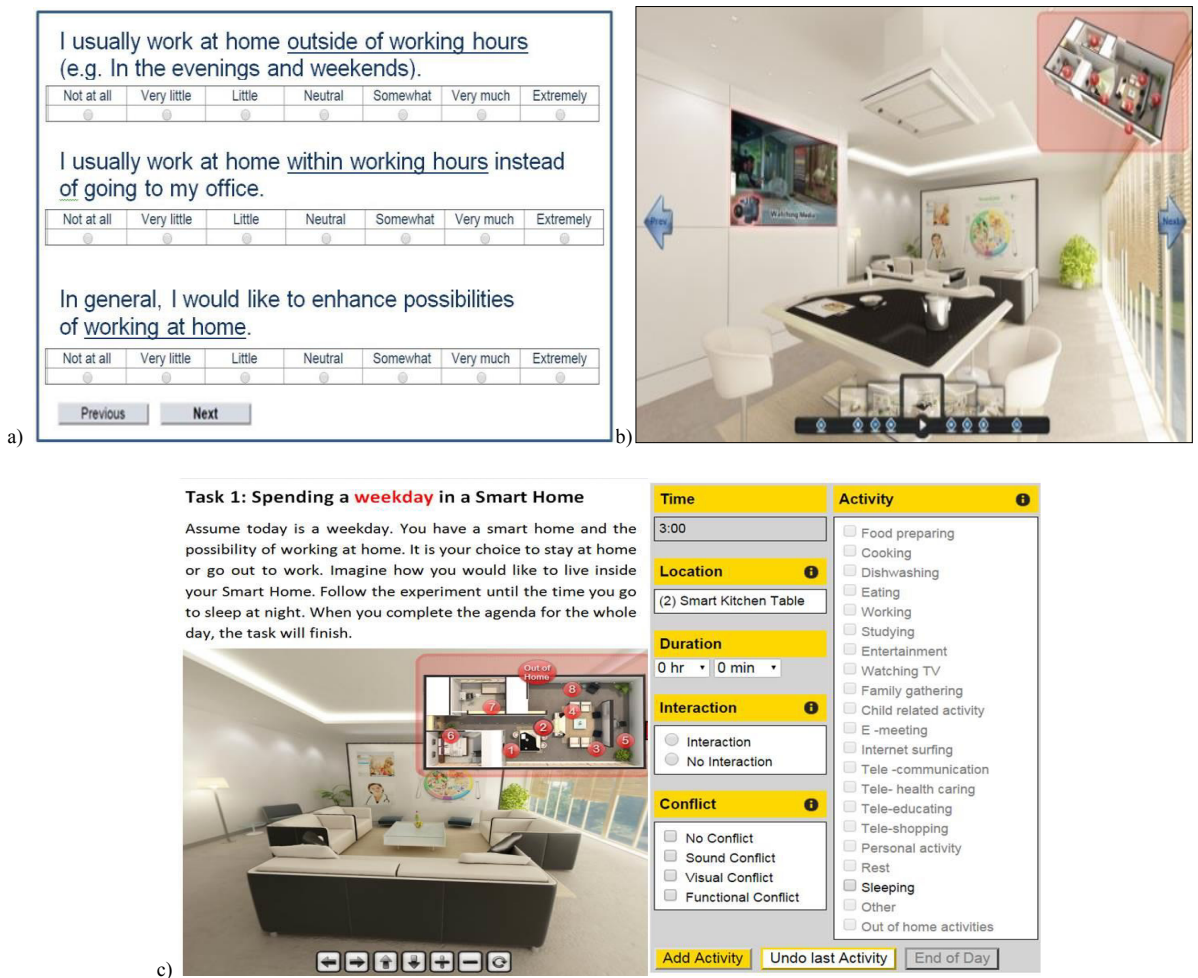 I usually work at home outside of working hours
(e.g. In the evenings and weekends).
Not at all Very little Little Neutral Somewhat Very much Extremely
I usually work at home within working hours instead
of going to my office.
Not at all Very little Little Neutral Somewhat Very much Extremely
In general, I would like to enhance possibilities
of working at home.
Not at all Very little Little Neutral Somewhat Very much Extremely
Previous Next
a)
Watching Media
Prev
Next
b)
Task 1: Spending a weekday in a Smart Home
Assume today is a weekday. You have a smart home and the
possibility of working at home. It is your choice to stay at home
or go out to work. Imagine how you would like to live inside
your Smart Home. Follow the experiment until the time you go
to sleep at night. When you complete the agenda for the whole
day, the task will finish.
Out of
Home
8
7
4
2
6
1
3
5
c)
Time
3:00
Location
(2) Smart Kitchen Table
Duration
0 hr 0 min
Interaction
Interaction
No Interaction
Conflict
No Conflict
Sound Conflict
Visual Conflict
Functional Conflict
Activity
Food preparing
Cooking
Dishwashing
Eating
Working
Studying
Entertainment
Watching TV
Family gathering
Child related activity
E -meeting
Internet surfing
Tele -communication
Tele- health caring
Tele-educating
Tele-shopping
Personal activity
Rest
Sleeping
Other
Out of home activities
Add Activity Undo last Activity End of Day